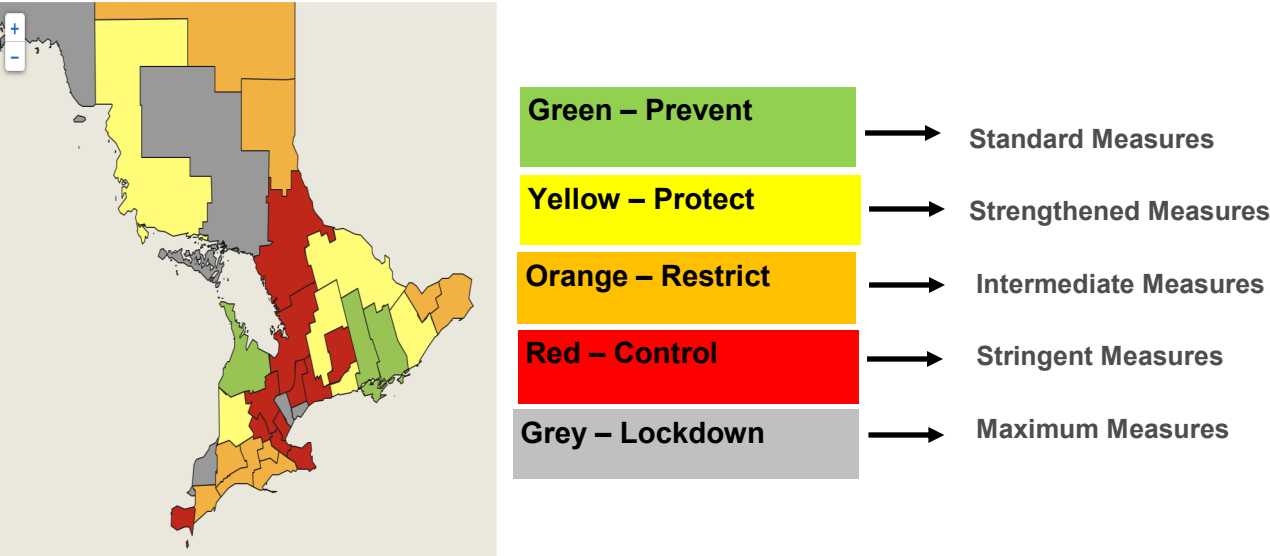 +
−
Green – Prevent
Standard Measures
Yellow – Protect
Strengthened Measures
Orange – Restrict
Intermediate Measures
Red – Control
Stringent Measures
Grey – Lockdown
Maximum Measures